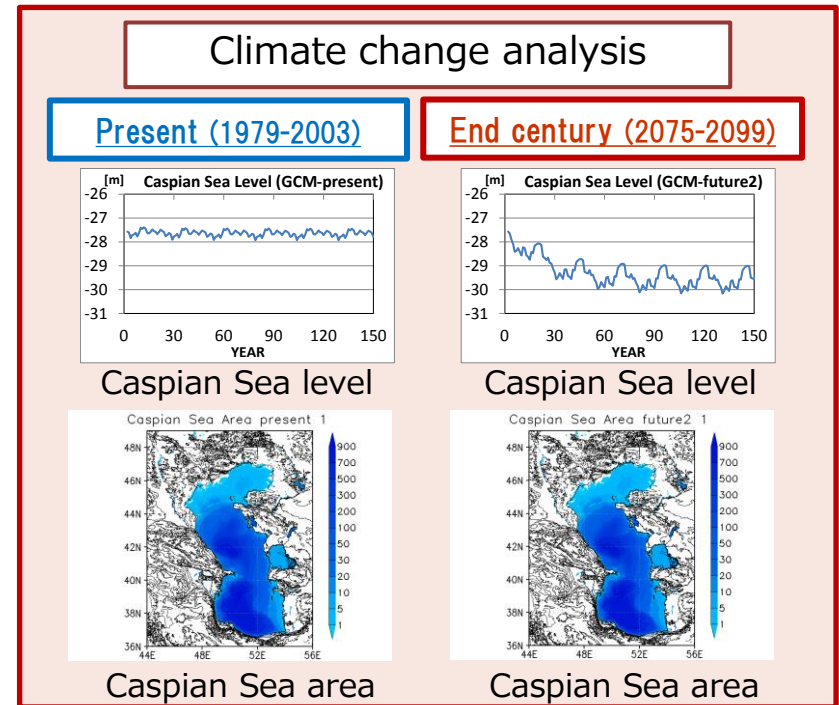 Climate change analysis
Present (1979-2003)
End century (2075-2099)
[m] Caspian Sea Level (GCM-present)
-26
-27
-28
-29
-30
-31
0 30 60 90 120 150
YEAR
Caspian Sea level
[m] Caspian Sea Level (GCM-future2)
-26
-27
-28
-29
-30
-31
0 30 60 90 120 150
YEAR
Caspian Sea level
Caspian Sea Area present 1
48N
46N
44N
42N
40N
38N
36N
44E 48E 52E 56E
900
700
500
300
200
100
50
30
20
10
5
1
Caspian Sea area
Caspian Sea Area future2 1
48N
46N
44N
42N
40N
38N
36N
44E 48E 52E 56E
900
700
500
300
200
100
50
30
20
10
5
1
Caspian Sea area